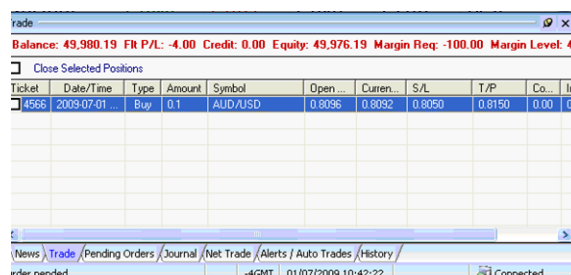 Trade
Balance: 49,980.19 Flt P/L: -4.00 Credit: 0.00 Equity: 49,976.19 Margin Req: -100.00 Margin Level: 4
Close Selected Positions
Ticket Date/Time Type Amount Symbol Open ... Curren... S/L T/P Co... I
4566 2009-07-01 ... Buy 0.1 AUD/USD 0.8096 0.8092 0.8050 0.8150 0.00 0
News Trade Pending Orders Journal Net Trade Alerts / Auto Trades History
-4GMT 01/07/2009 10:42:22 Connected